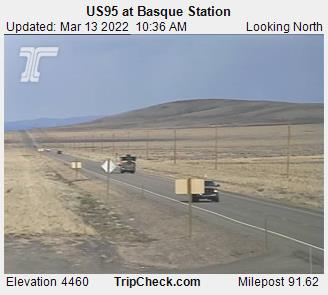 US95 at Basque Station
Updated: Mar 13 2022 10:36 AM Looking North
Elevation 4460 TripCheck.com Milepost 91.62